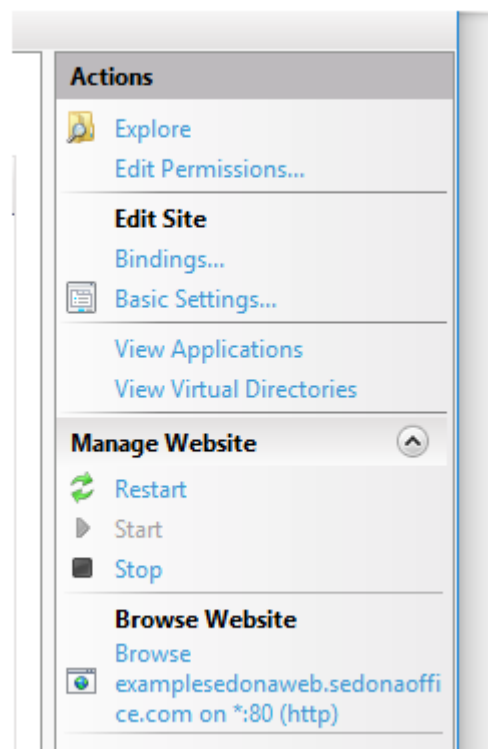 Actions
Explore
Edit Permissions...
Edit Site
Bindings...
Basic Settings...
View Applications
View Virtual Directories
Manage Website
Restart
Start
Stop
Browse Website
Browse
examplesedonaweb.sedonaoffi
ce.com on *:80 (http)